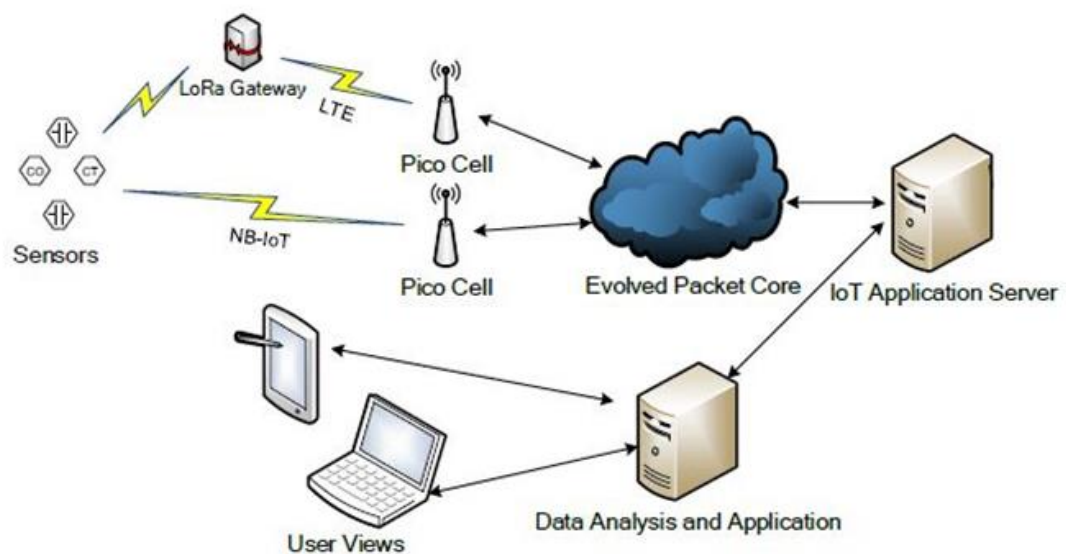 LoRa Gateway
LTE
Pico Cell
CO
CT
Sensors
NB-IoT
Pico Cell
Evolved Packet Core
IoT Application Server
Data Analysis and Application
User Views